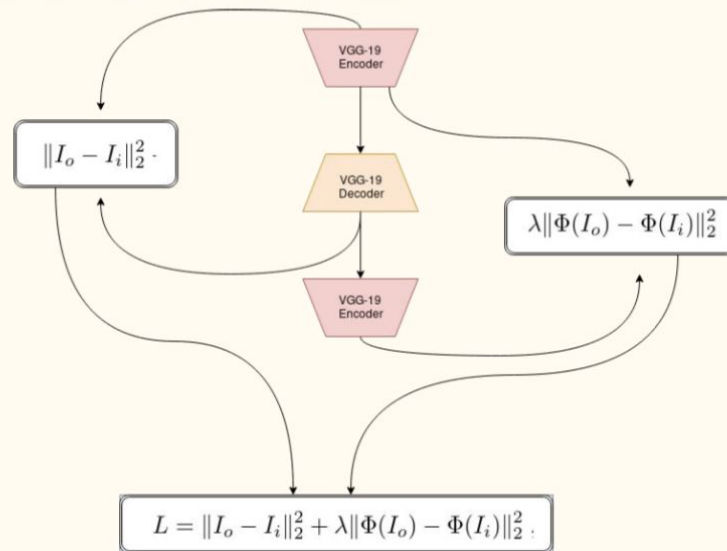 VGG-19
Encoder
‖I_o − I_i‖₂² .
VGG-19
Decoder
λ‖Φ(I_o) − Φ(I_i)‖₂²
VGG-19
Encoder
L = ‖I_o − I_i‖₂² + λ‖Φ(I_o) − Φ(I_i)‖₂² .